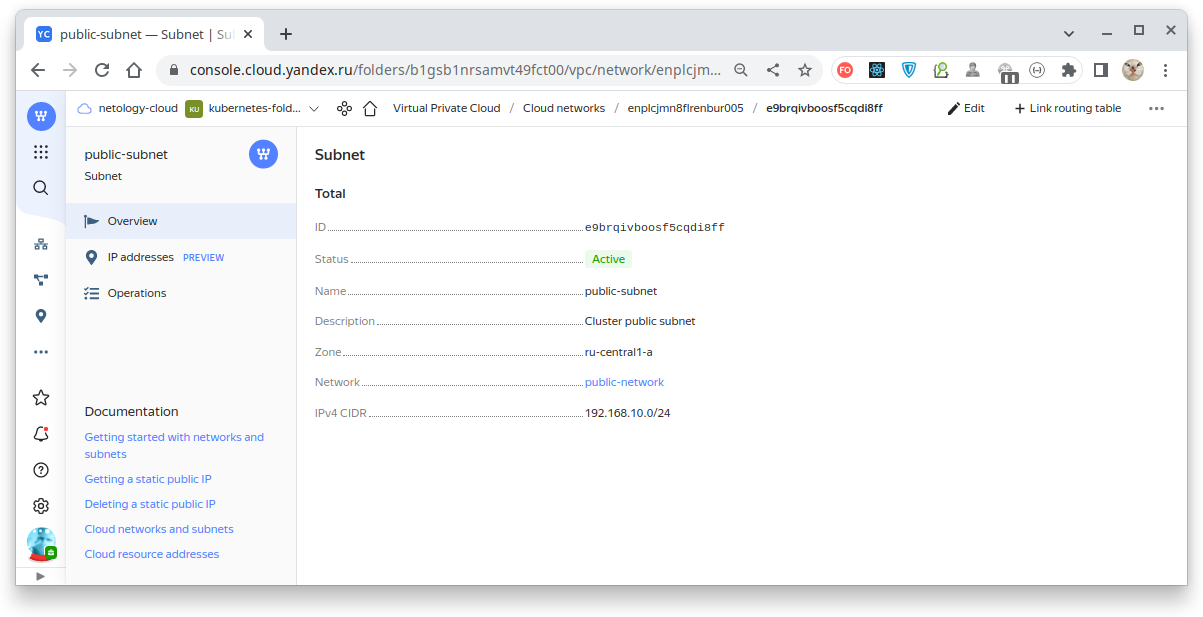 YC public-subnet — Subnet | Sul
console.cloud.yandex.ru/folders/b1gsb1nrsamvt49fct00/vpc/network/enplcjm...
FO
netology-cloud KU kubernetes-fold... Virtual Private Cloud / Cloud networks / enplcjmn8flrenbur005 / e9brqivboosf5cqdi8ff Edit + Link routing table
public-subnet
Subnet
Overview
IP addresses PREVIEW
Operations
Documentation
Getting started with networks and
subnets
Getting a static public IP
Deleting a static public IP
Cloud networks and subnets
Cloud resource addresses
Subnet
Total
ID e9brqivboosf5cqdi8ff
Status Active
Name public-subnet
Description Cluster public subnet
Zone ru-central1-a
Network public-network
IPv4 CIDR 192.168.10.0/24